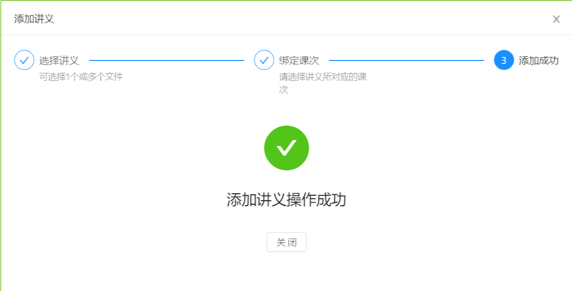 添加讲义
选择讲义
可选择1个或多个文件
绑定课次
请选择讲义所对应的课
次
3 添加成功
添加讲义操作成功
关 闭